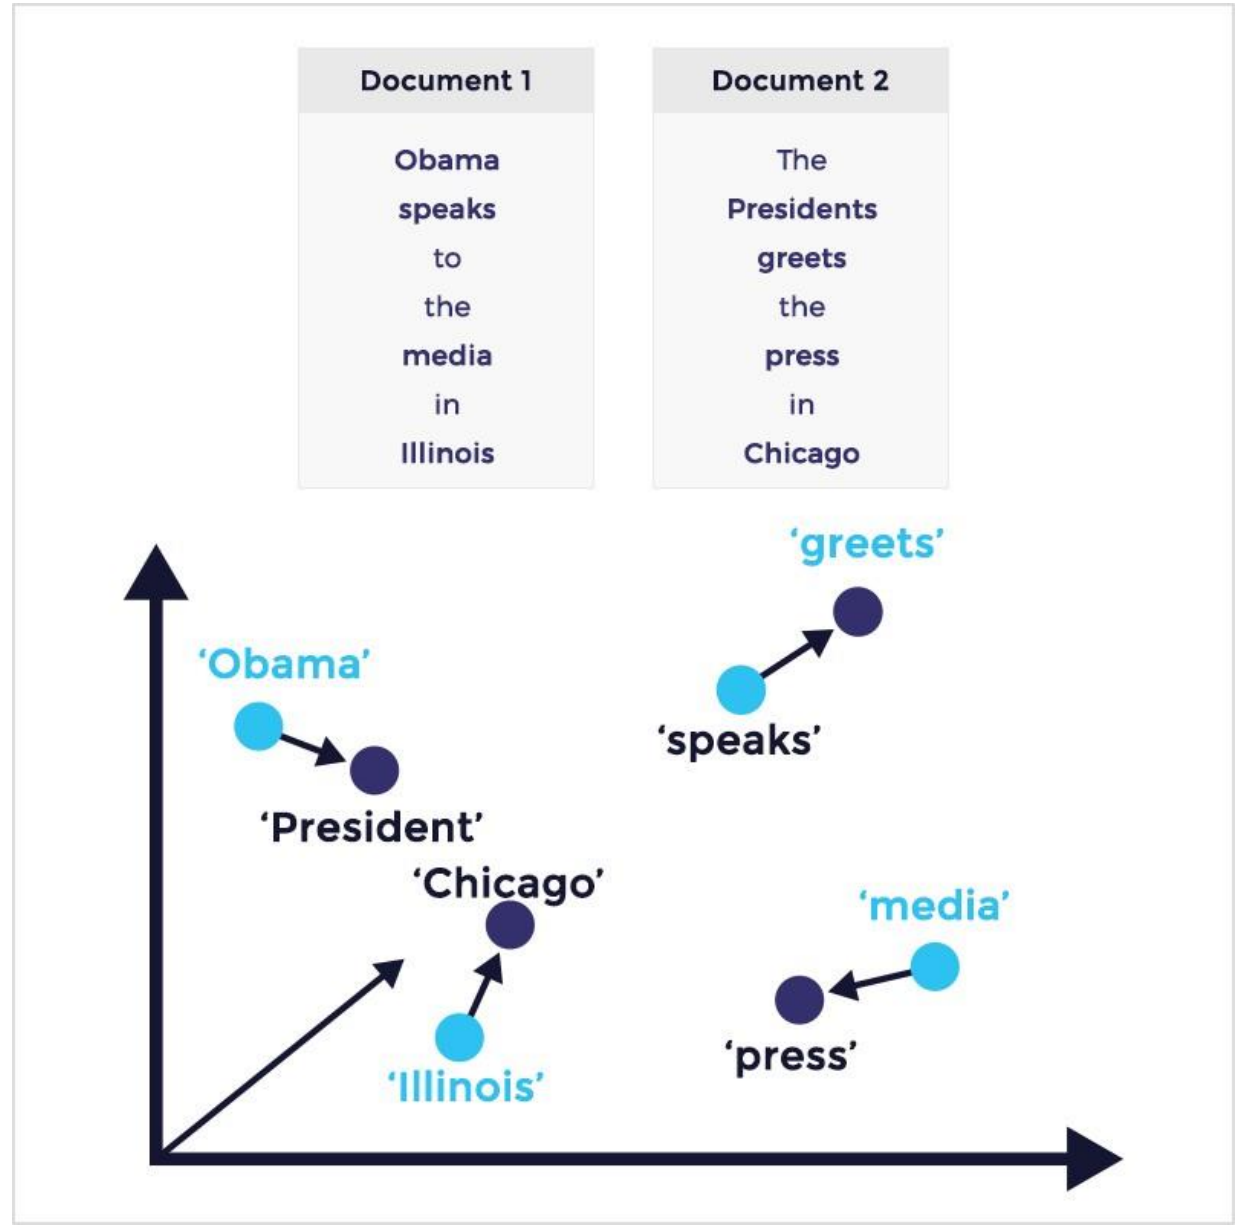 Document 1
Obama
speaks
to
the
media
in
Illinois
Document 2
The
Presidents
greets
the
press
in
Chicago
‘greets’
‘Obama’
‘speaks’
‘President’
‘Chicago’
‘media’
‘press’
‘Illinois’